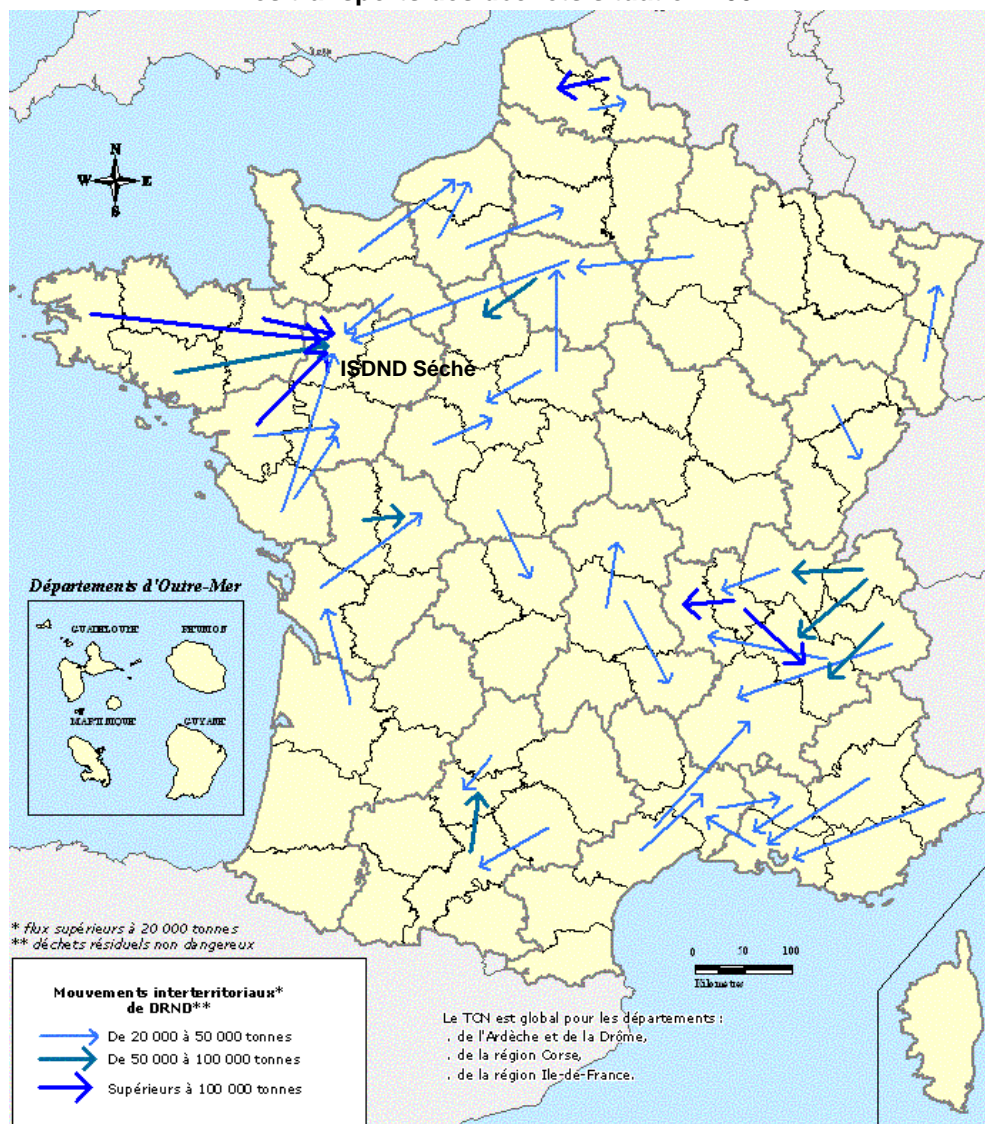 N
W E
S
ISDND Séché
Départements d'Outre-Mer
GUADELOUPE REUNION
MARTINIQUE GUYANE
* flux supérieurs à 20 000 tonnes
** déchets résiduels non dangereux
Mouvements interterritoriaux*
de DRND**
De 20 000 à 50 000 tonnes
De 50 000 à 100 000 tonnes
Supérieurs à 100 000 tonnes
0 50 100
Kilomètres
Le TCN est global pour les départements :
. de l'Ardèche et de la Drôme,
. de la région Corse,
. de la région Ile-de-France.